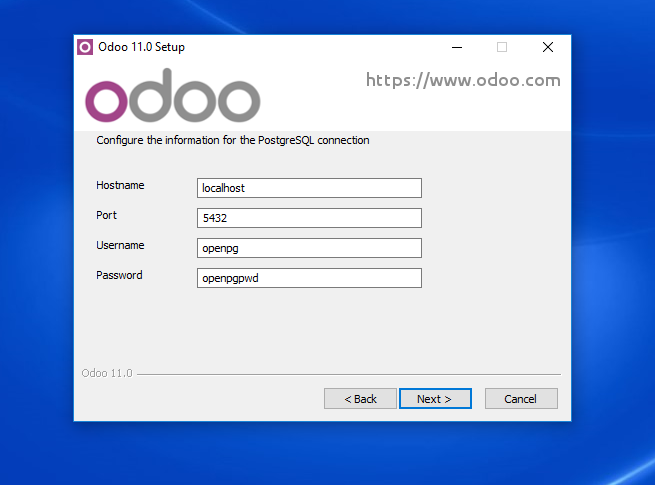 Odoo 11.0 Setup
odoo
https://www.odoo.com
Configure the information for the PostgreSQL connection
Hostname localhost
Port 5432
Username openpg
Password openpgpwd
Odoo 11.0
< Back Next > Cancel